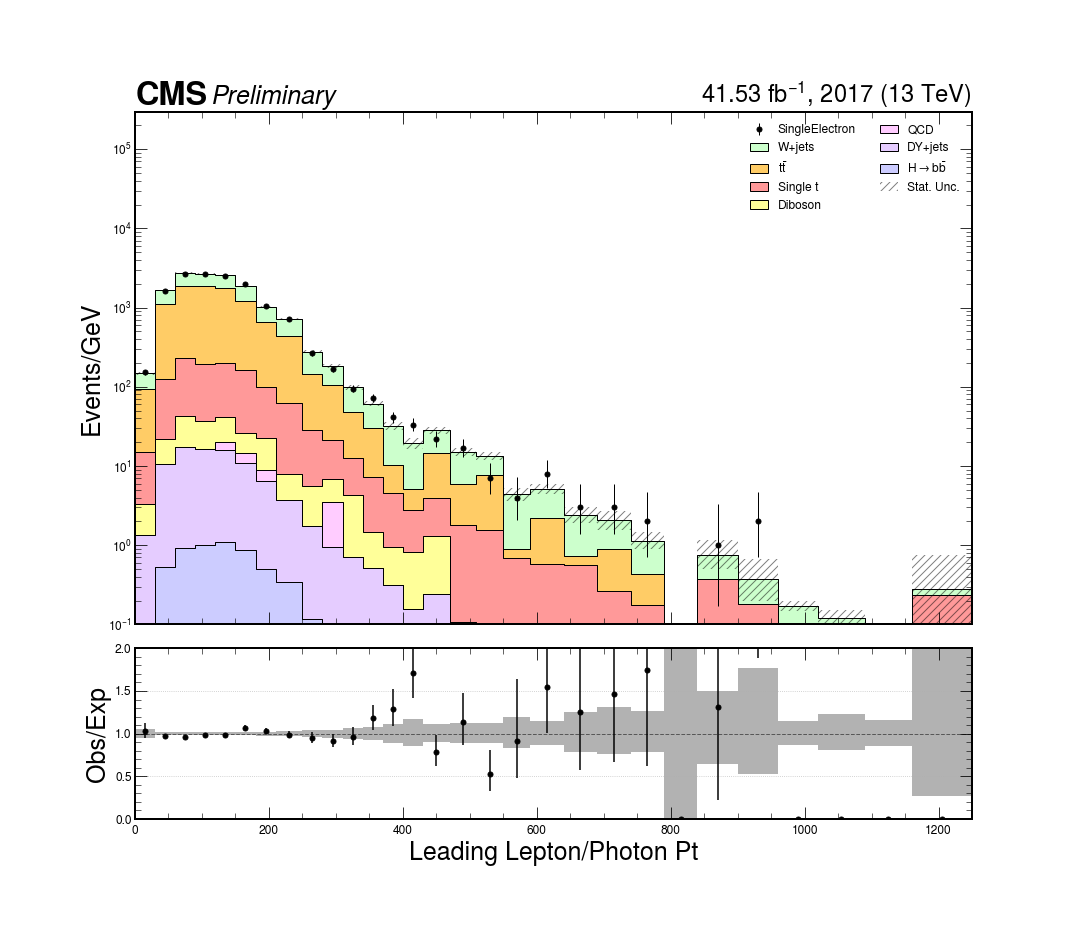 CMS Preliminary
41.53 fb⁻¹, 2017 (13 TeV)
SingleElectron
W+jets
tt̄
Single t
Diboson
QCD
DY+jets
H→bb̄
Stat. Unc.
Events/GeV
10⁵
10⁴
10³
10²
10¹
10⁰
10⁻¹
Obs/Exp
2.0
1.5
1.0
0.5
0.0
0 200 400 600 800 1000 1200
Leading Lepton/Photon Pt